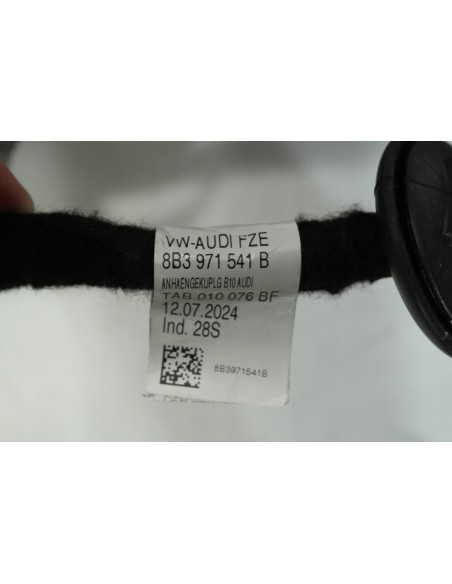 VW-AUDI FZE
8B3 971 541 B
ANHAENGEKUPLG B10 AUDI
TAB 010 076 BF
12.07.2024
Ind. 28S
8B3971541B